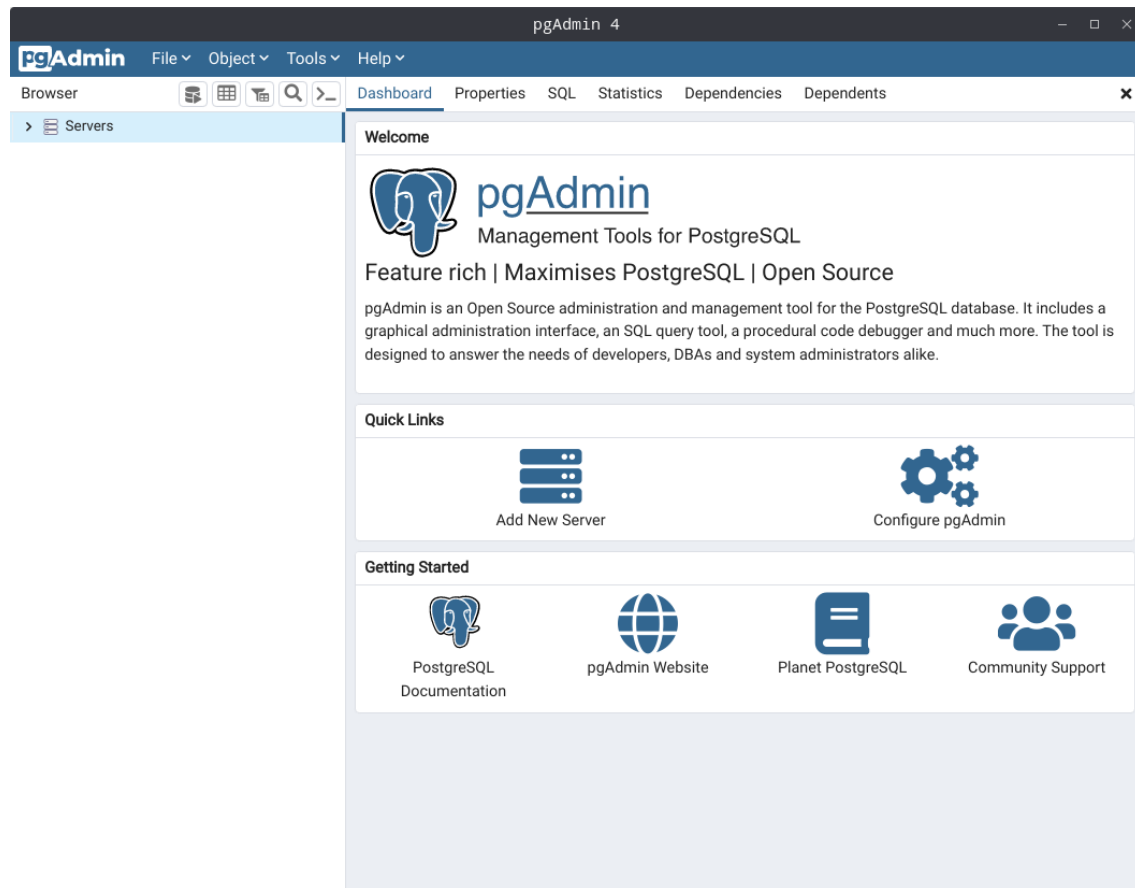 pgAdmin 4
pgAdmin File Object Tools Help
Browser Dashboard Properties SQL Statistics Dependencies Dependents
Servers
Welcome
pgAdmin
Management Tools for PostgreSQL
Feature rich | Maximises PostgreSQL | Open Source
pgAdmin is an Open Source administration and management tool for the PostgreSQL database. It includes a
graphical administration interface, an SQL query tool, a procedural code debugger and much more. The tool is
designed to answer the needs of developers, DBAs and system administrators alike.
Quick Links
Add New Server Configure pgAdmin
Getting Started
PostgreSQL
Documentation
pgAdmin Website
Planet PostgreSQL
Community Support